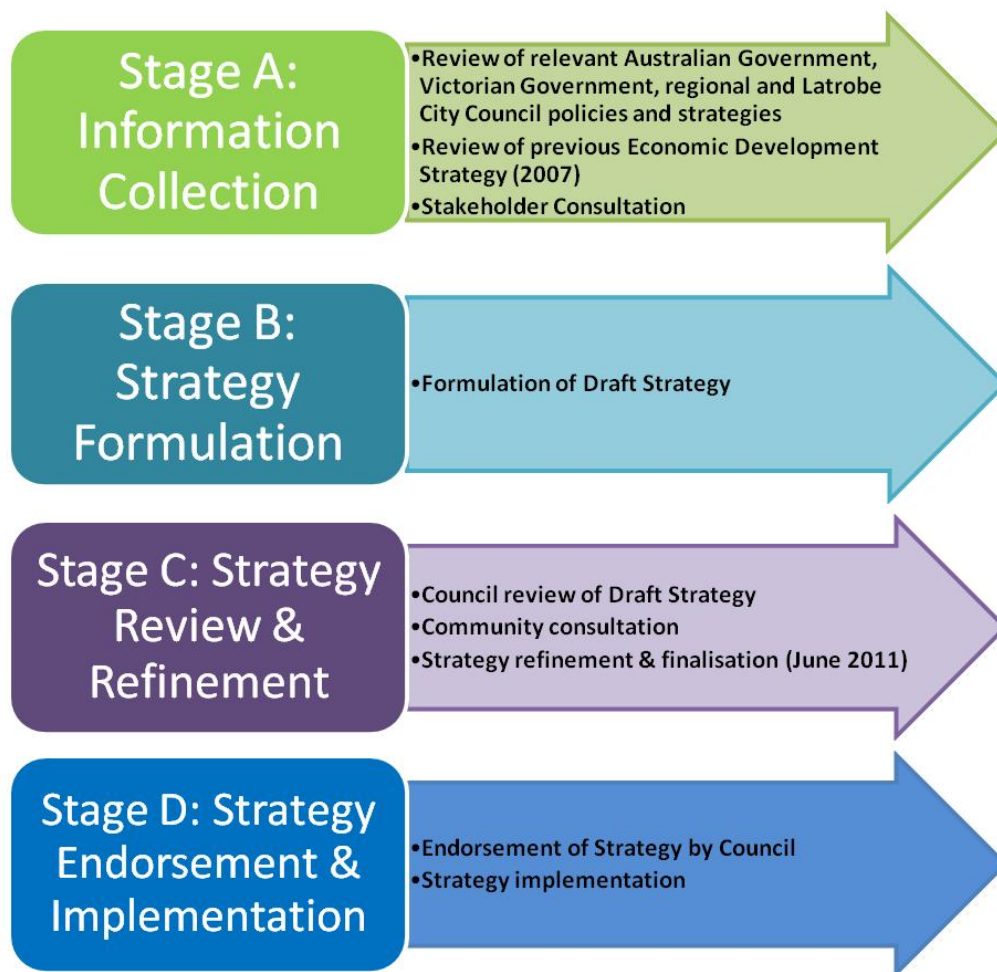 Stage A:
Information
Collection
•Review of relevant Australian Government,
Victorian Government, regional and Latrobe
City Council policies and strategies
•Review of previous Economic Development
Strategy (2007)
•Stakeholder Consultation
Stage B:
Strategy
Formulation
•Formulation of Draft Strategy
Stage C: Strategy
Review &
Refinement
•Council review of Draft Strategy
•Community consultation
•Strategy refinement & finalisation (June 2011)
Stage D: Strategy
Endorsement &
Implementation
•Endorsement of Strategy by Council
•Strategy implementation